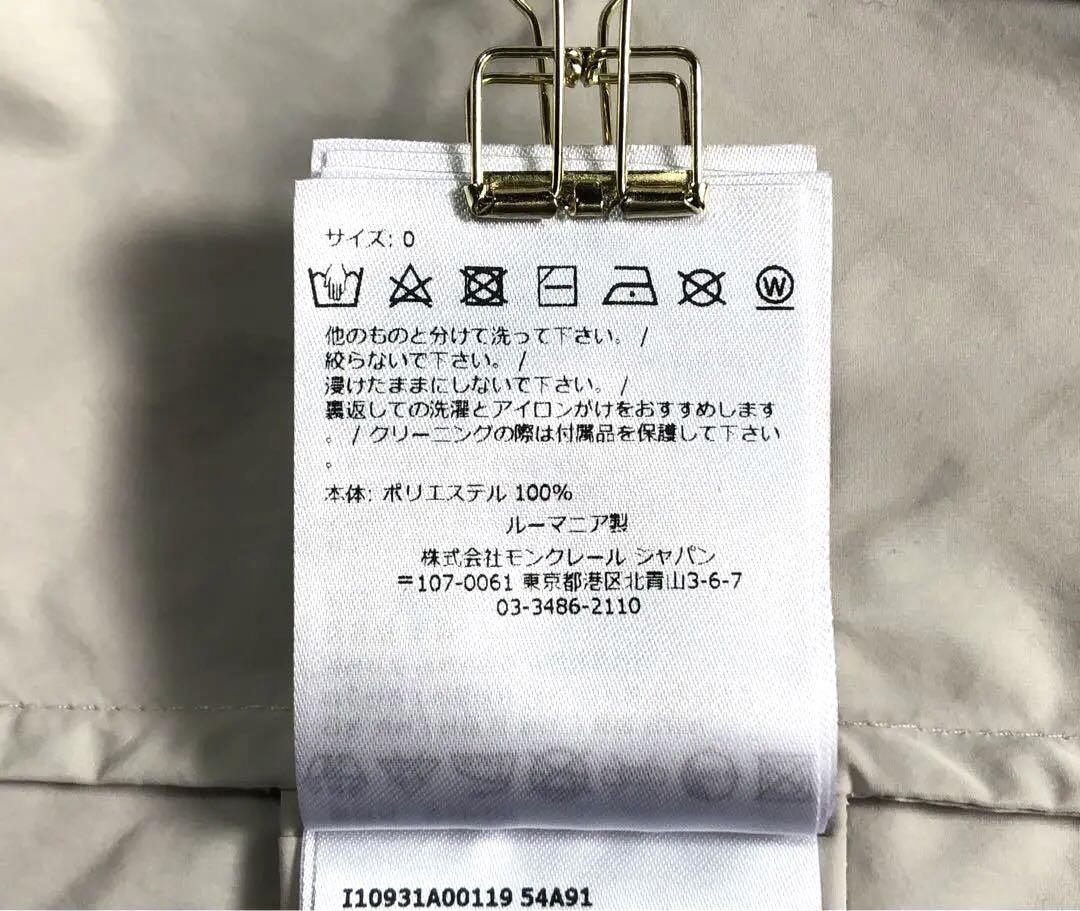 サイズ: 0
W
他のものと分けて洗って下さい。 /
絞らないで下さい。 /
浸けたままにしないで下さい。 /
裏返しての洗濯とアイロンがけをおすすめします
。 / クリーニングの際は付属品を保護して下さい
。
本体: ポリエステル 100%
ルーマニア製
株式会社モンクレール ジャパン
〒107-0061 東京都港区北青山3-6-7
03-3486-2110
I10931A00119 54A91